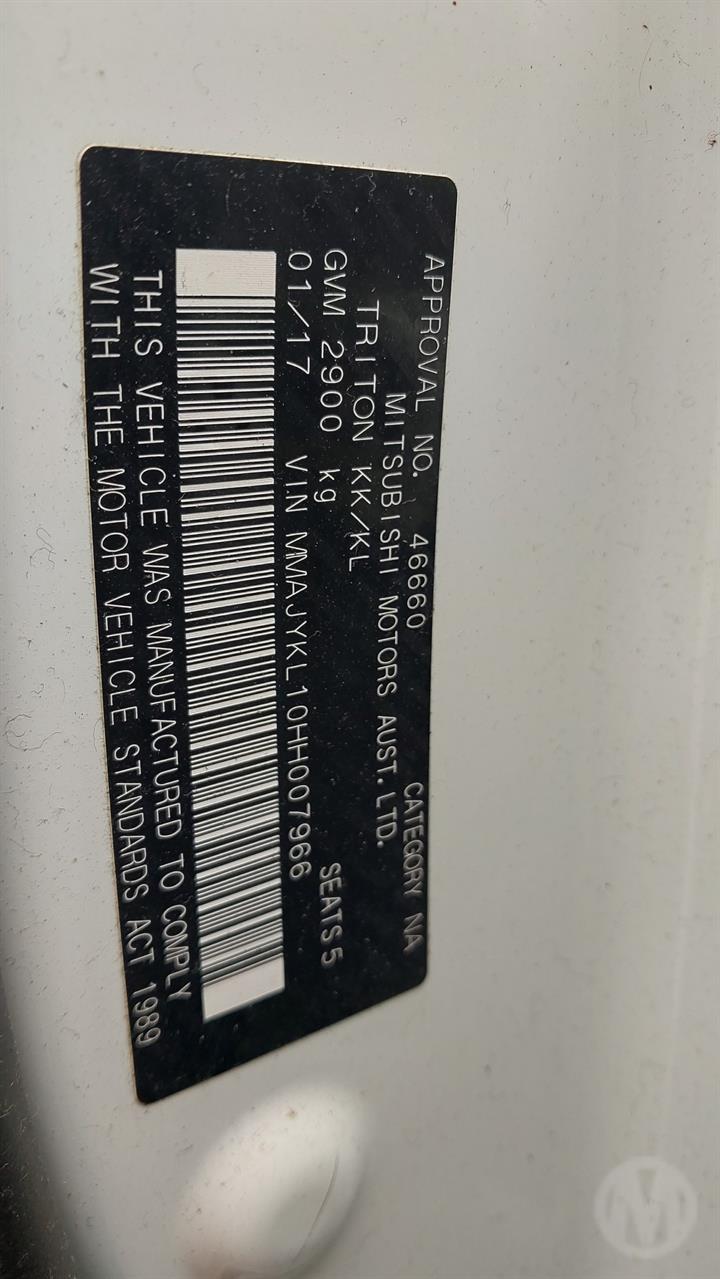 APPROVAL NO. 46660 CATEGORY NA
MITSUBISHI MOTORS AUST. LTD.
TRITON KK/KL
GVM 2900 kg SEATS 5
01/17 VIN MMAJYKL10HH007966
THIS VEHICLE WAS MANUFACTURED TO COMPLY
WITH THE MOTOR VEHICLE STANDARDS ACT 1989
M